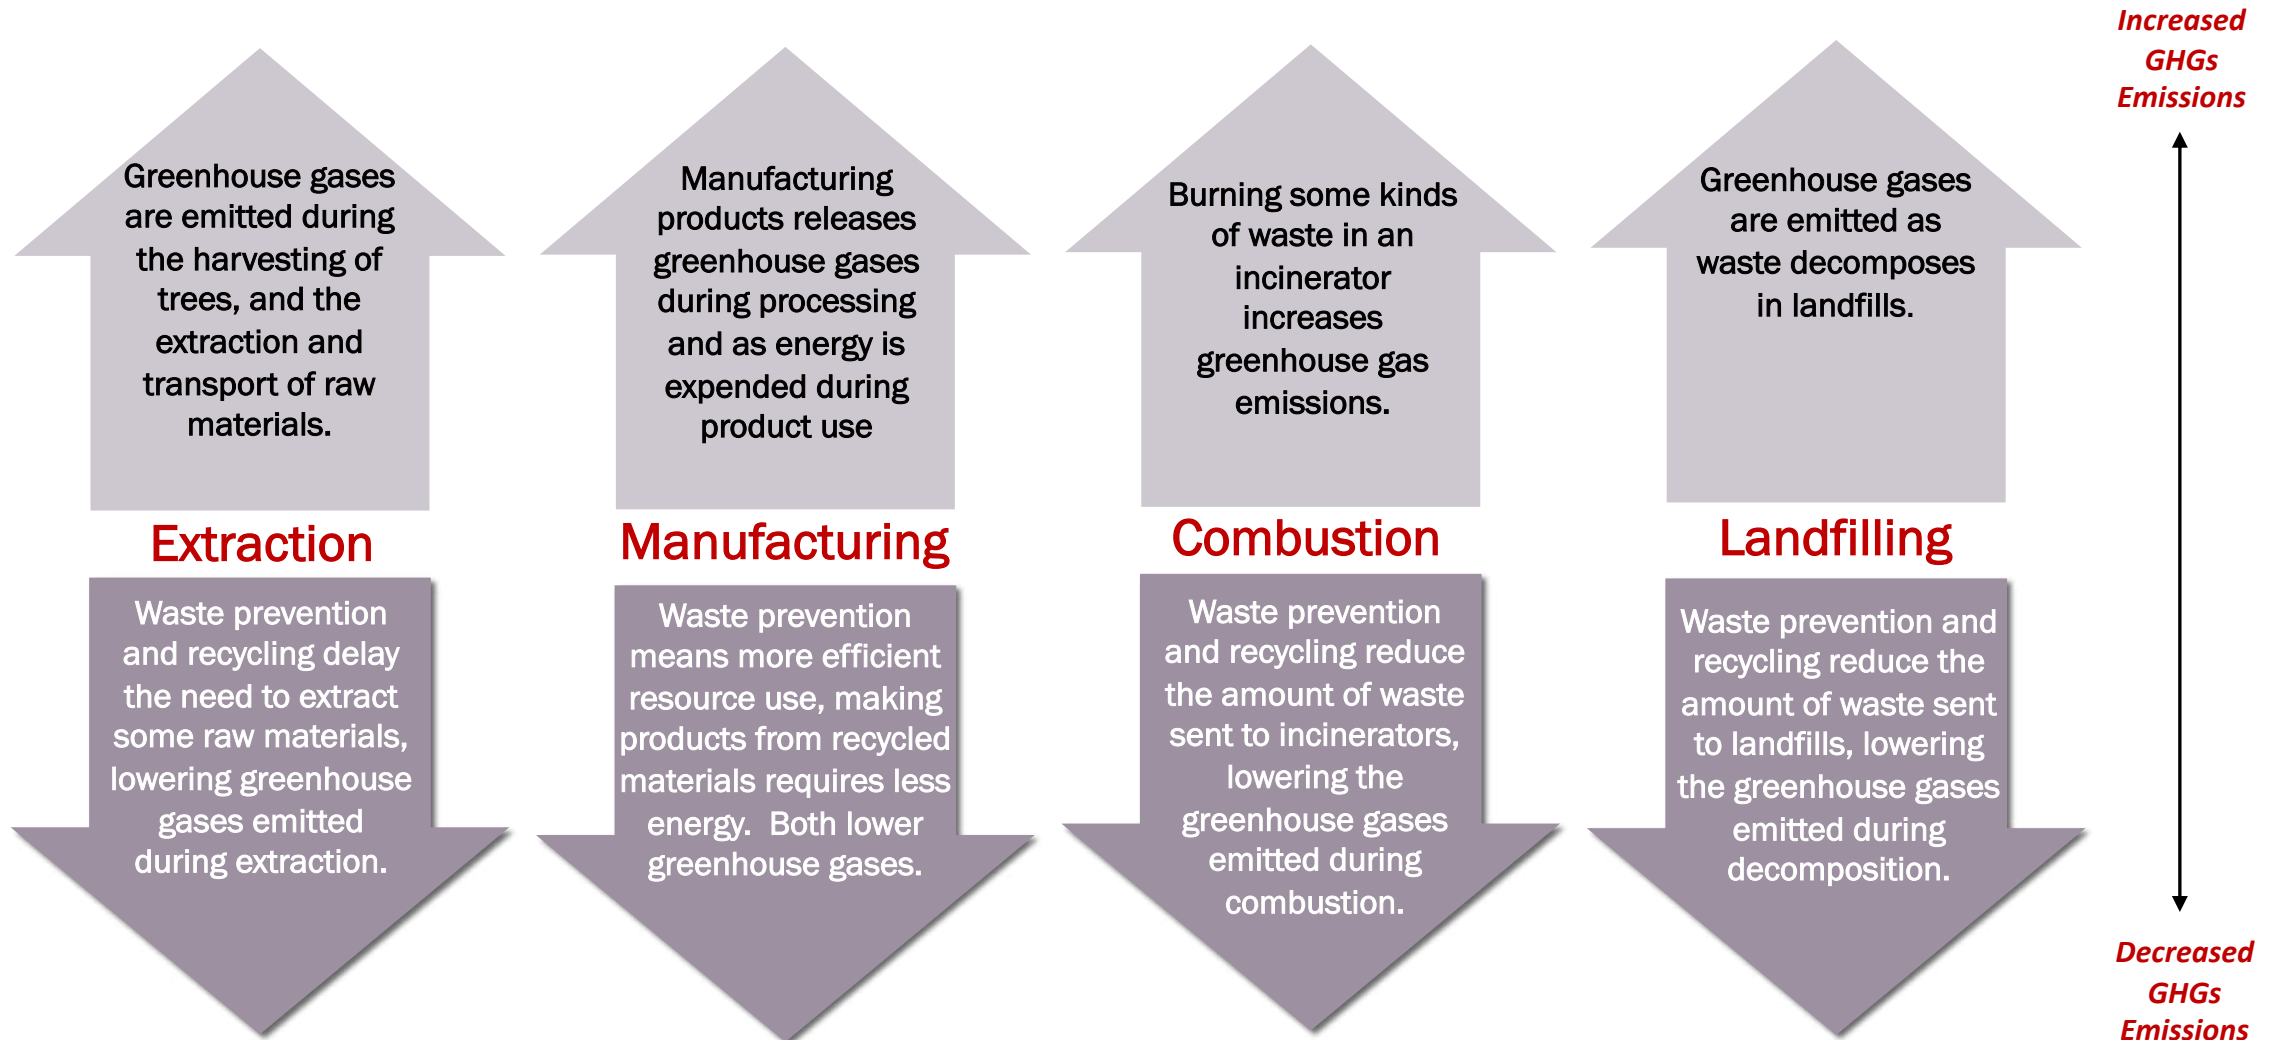 Increased
GHGs
Emissions
Greenhouse gases
are emitted during
the harvesting of
trees, and the
extraction and
transport of raw
materials.
Manufacturing
products releases
greenhouse gases
during processing
and as energy is
expended during
product use
Burning some kinds
of waste in an
incinerator
increases
greenhouse gas
emissions.
Greenhouse gases
are emitted as
waste decomposes
in landfills.
Extraction
Manufacturing
Combustion
Landfilling
Waste prevention
and recycling delay
the need to extract
some raw materials,
lowering greenhouse
gases emitted
during extraction.
Waste prevention
means more efficient
resource use, making
products from recycled
materials requires less
energy.  Both lower
greenhouse gases.
Waste prevention
and recycling reduce
the amount of waste
sent to incinerators,
lowering the
greenhouse gases
emitted during
combustion.
Waste prevention and
recycling reduce the
amount of waste sent
to landfills, lowering
the greenhouse gases
emitted during
decomposition.
Decreased
GHGs
Emissions